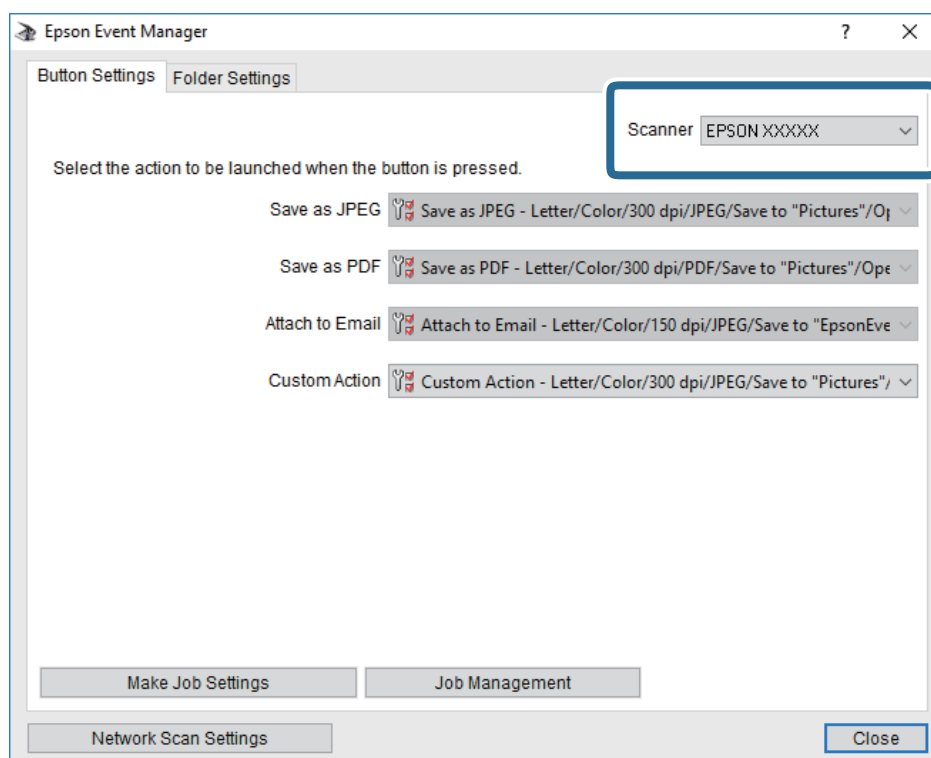 Epson Event Manager
Button Settings Folder Settings
Scanner EPSON XXXXX
Select the action to be launched when the button is pressed.
Save as JPEG Save as JPEG - Letter/Color/300 dpi/JPEG/Save to "Pictures"/Op
Save as PDF Save as PDF - Letter/Color/300 dpi/PDF/Save to "Pictures"/Ope
Attach to Email Attach to Email - Letter/Color/150 dpi/JPEG/Save to "EpsonEve
Custom Action Custom Action - Letter/Color/300 dpi/JPEG/Save to "Pictures"/
Make Job Settings Job Management
Network Scan Settings Close